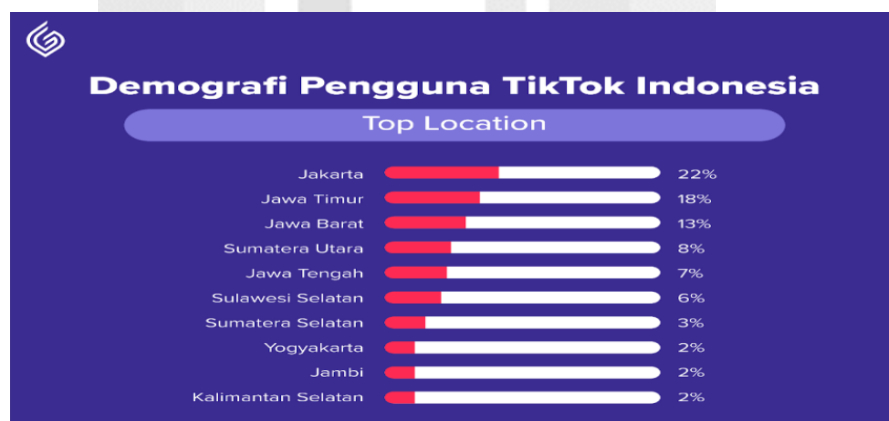 Demografi Pengguna TikTok Indonesia
Top Location
Jakarta 22%
Jawa Timur 18%
Jawa Barat 13%
Sumatera Utara 8%
Jawa Tengah 7%
Sulawesi Selatan 6%
Sumatera Selatan 3%
Yogyakarta 2%
Jambi 2%
Kalimantan Selatan 2%